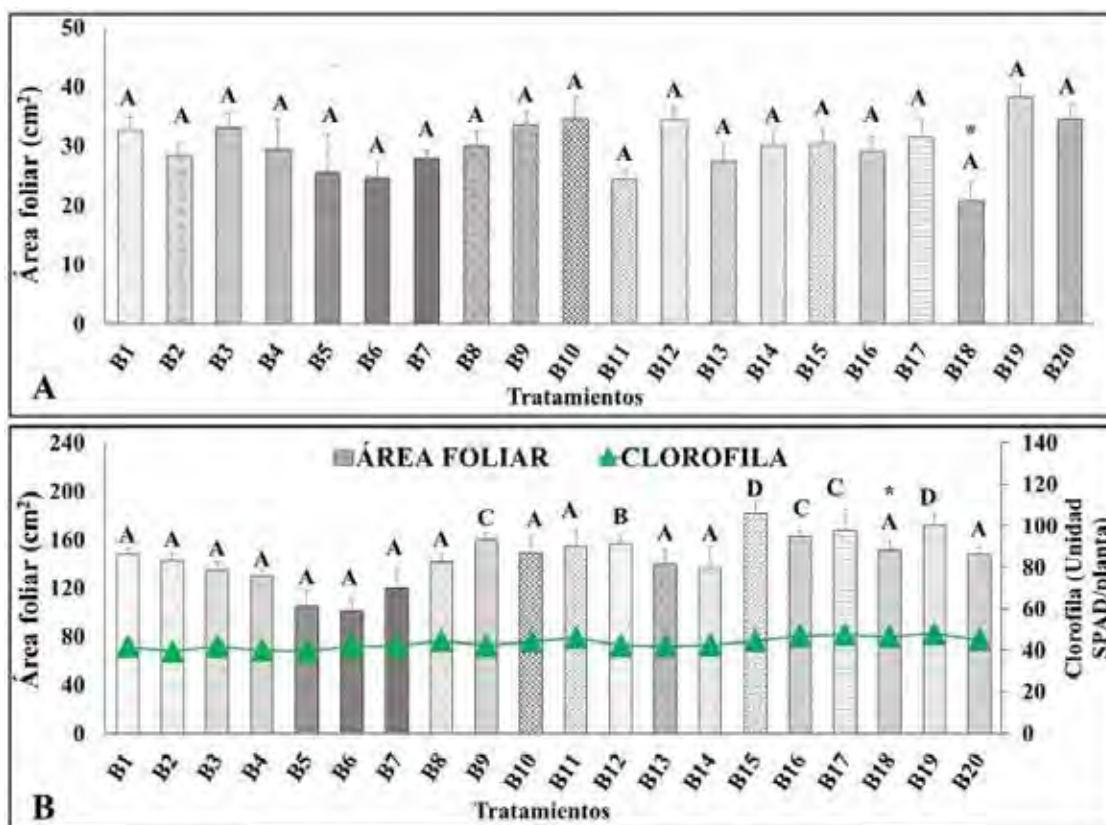 50
40
30
20
10
0
Área foliar (cm²)
A A A A A A A A A A A A A A A A A * A A A
B1 B2 B3 B4 B5 B6 B7 B8 B9 B10 B11 B12 B13 B14 B15 B16 B17 B18 B19 B20
Tratamientos
A
240
200
160
120
80
40
0
Área foliar (cm²)
ÁREA FOLIAR CLOROFILA
A A A A A A A A C A A B A A D C C * A D A
140
120
100
80
60
40
20
0
Clorofila (Unidad
SPAD/planta)
B1 B2 B3 B4 B5 B6 B7 B8 B9 B10 B11 B12 B13 B14 B15 B16 B17 B18 B19 B20
Tratamientos
B